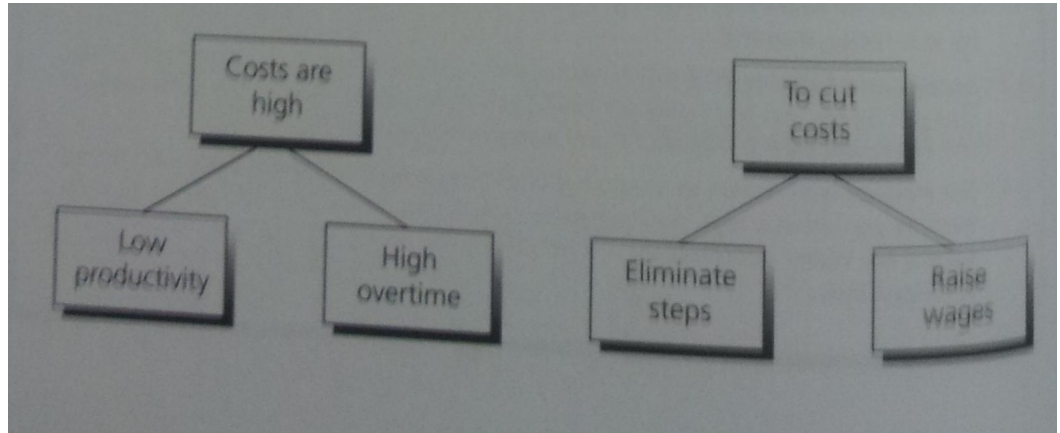 Costs are
high
To cut
costs
Low
productivity
High
overtime
Eliminate
steps
Raise
wages